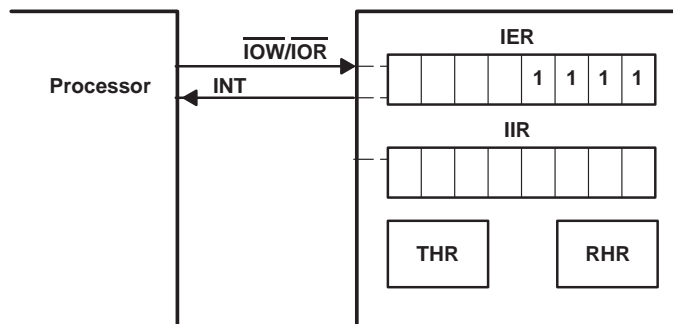 IER
IOW/IOR
1 1 1 1
Processor
INT
IIR
THR RHR